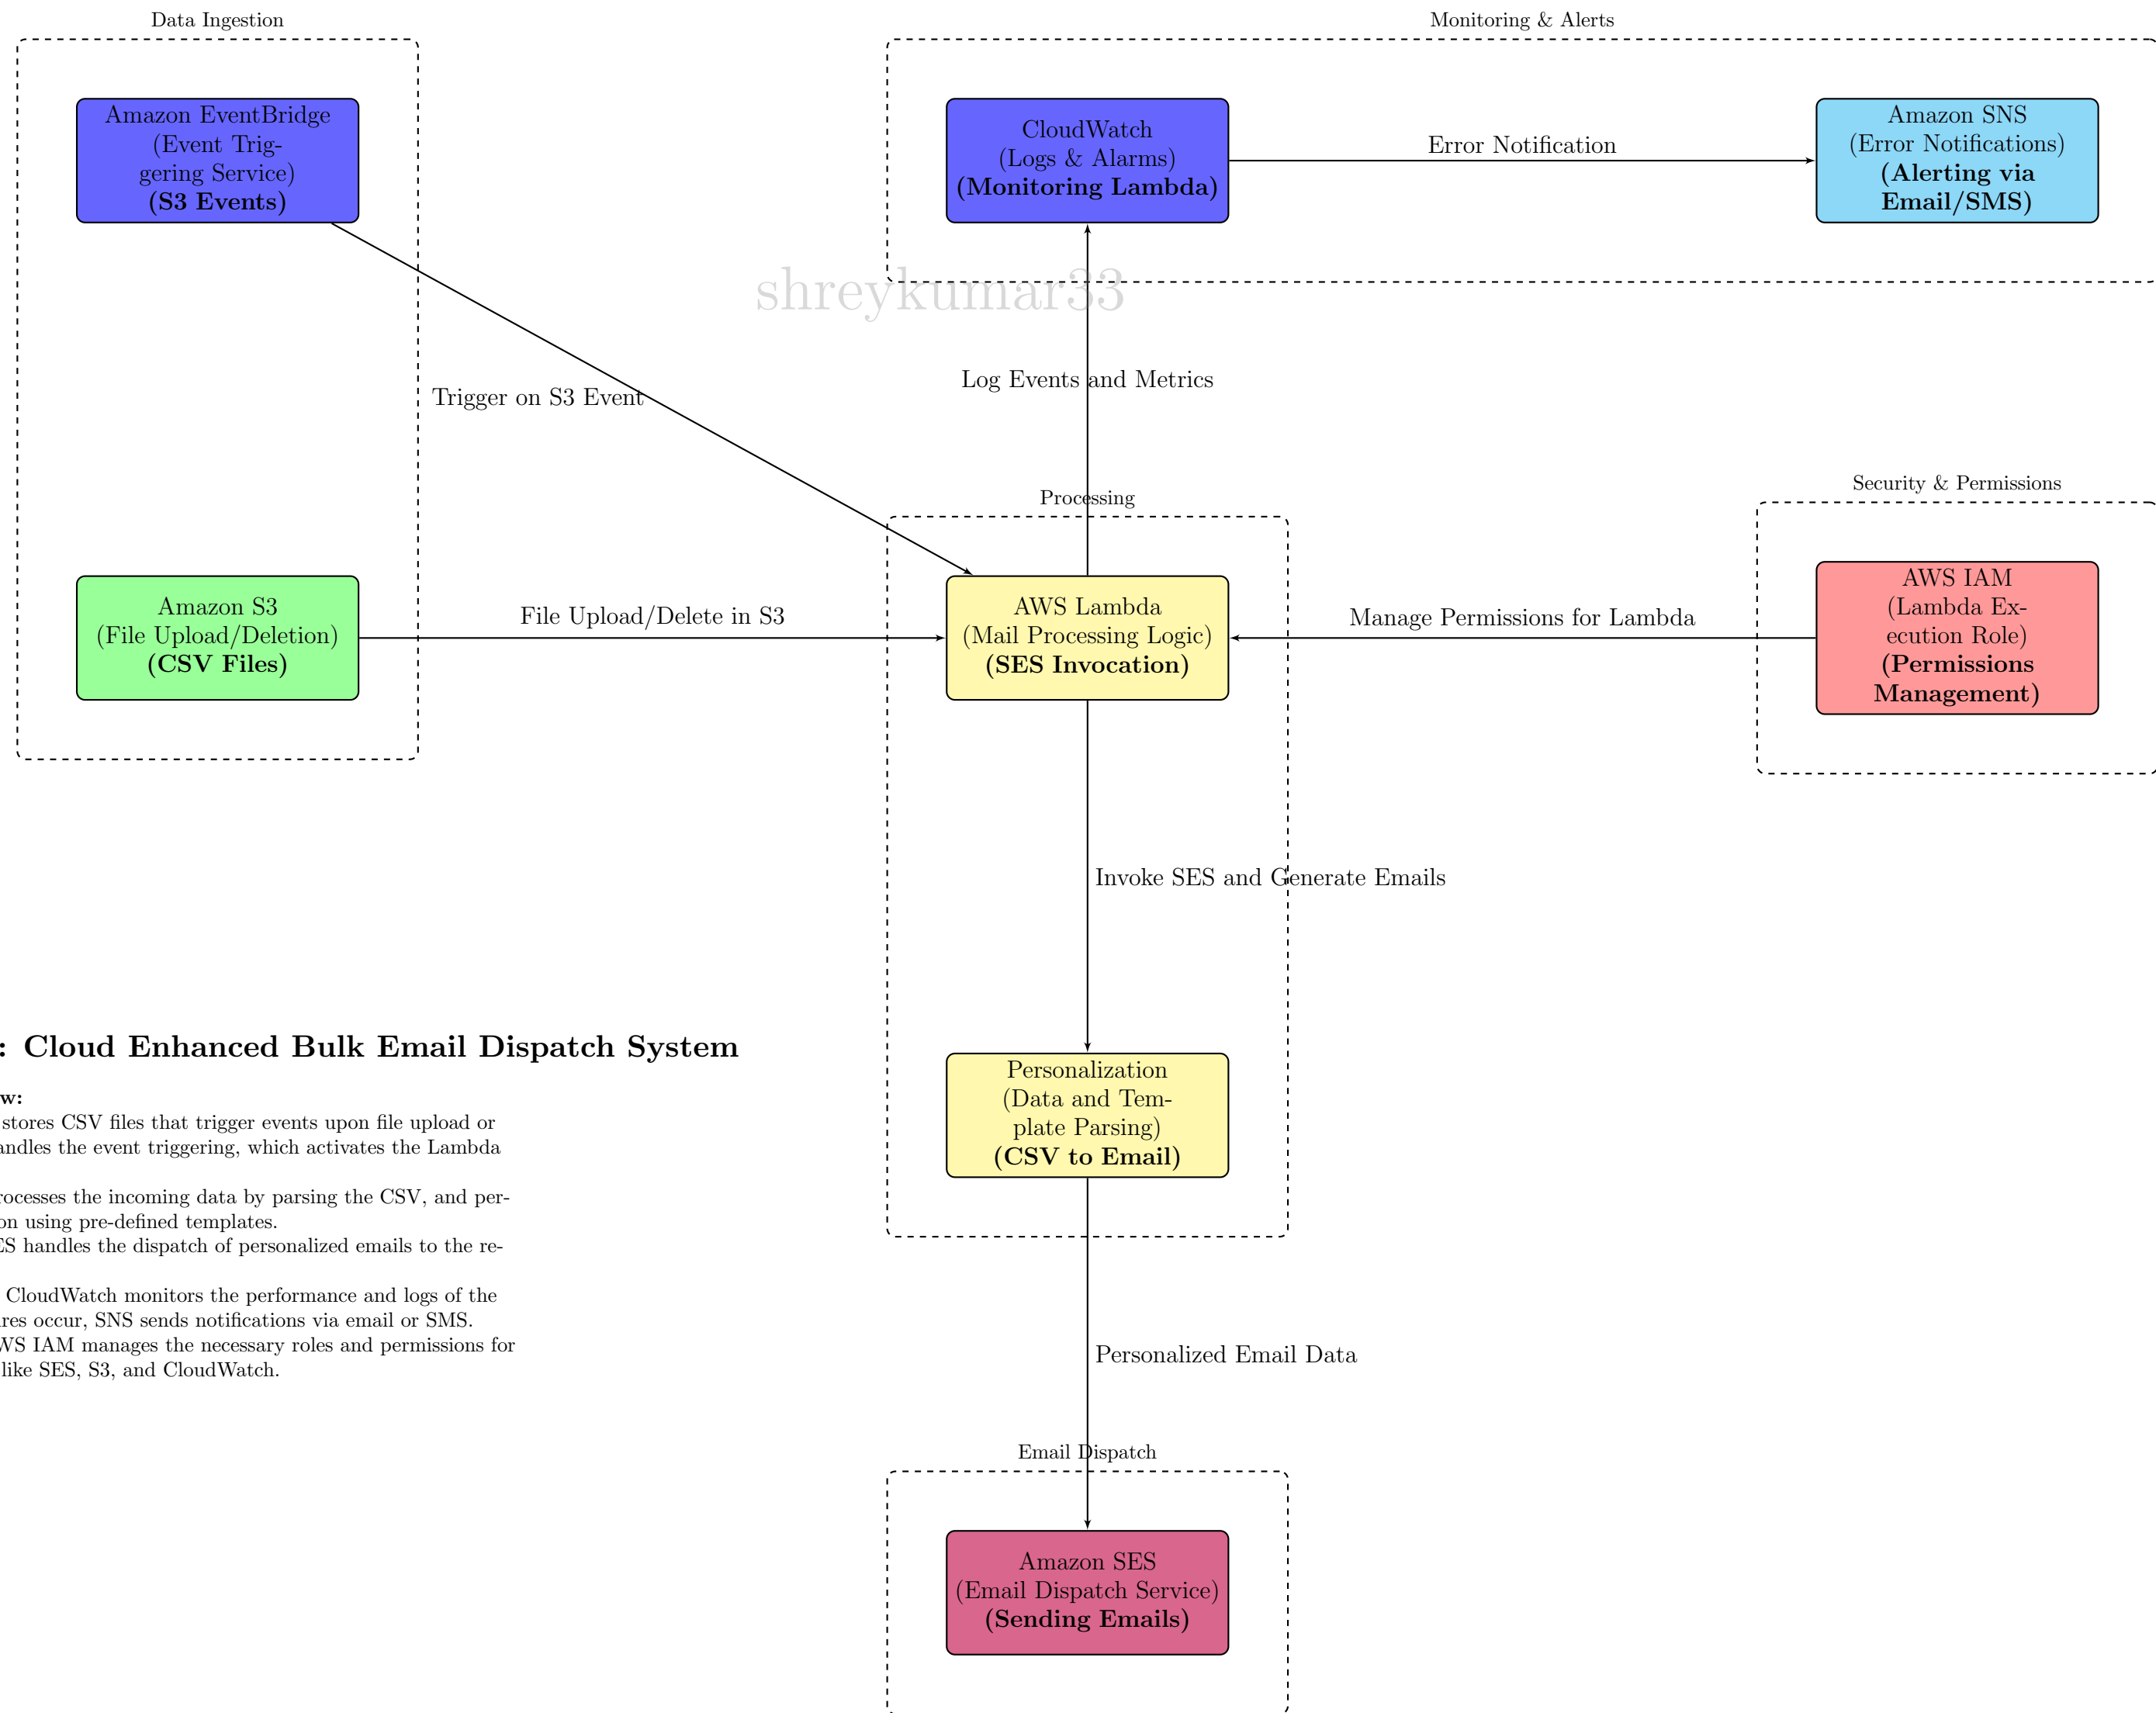 Data Ingestion
Monitoring & Alerts
Amazon EventBridge
(Event Trig-
gering Service)
(S3 Events)
CloudWatch
(Logs & Alarms)
(Monitoring Lambda)
Error Notification
Amazon SNS
(Error Notifications)
(Alerting via
Email/SMS)
shreykumar33
Trigger on S3 Event
Log Events and Metrics
Processing
Security & Permissions
Amazon S3
(File Upload/Deletion)
(CSV Files)
File Upload/Delete in S3
AWS Lambda
(Mail Processing Logic)
(SES Invocation)
Manage Permissions for Lambda
AWS IAM
(Lambda Ex-
ecution Role)
(Permissions
Management)
Invoke SES and Generate Emails
: Cloud Enhanced Bulk Email Dispatch System
w:
stores CSV files that trigger events upon file upload or
andles the event triggering, which activates the Lambda
rocesses the incoming data by parsing the CSV, and per-
on using pre-defined templates.
ES handles the dispatch of personalized emails to the re-
CloudWatch monitors the performance and logs of the
res occur, SNS sends notifications via email or SMS.
WS IAM manages the necessary roles and permissions for
like SES, S3, and CloudWatch.
Personalization
(Data and Tem-
plate Parsing)
(CSV to Email)
Personalized Email Data
Email Dispatch
Amazon SES
(Email Dispatch Service)
(Sending Emails)